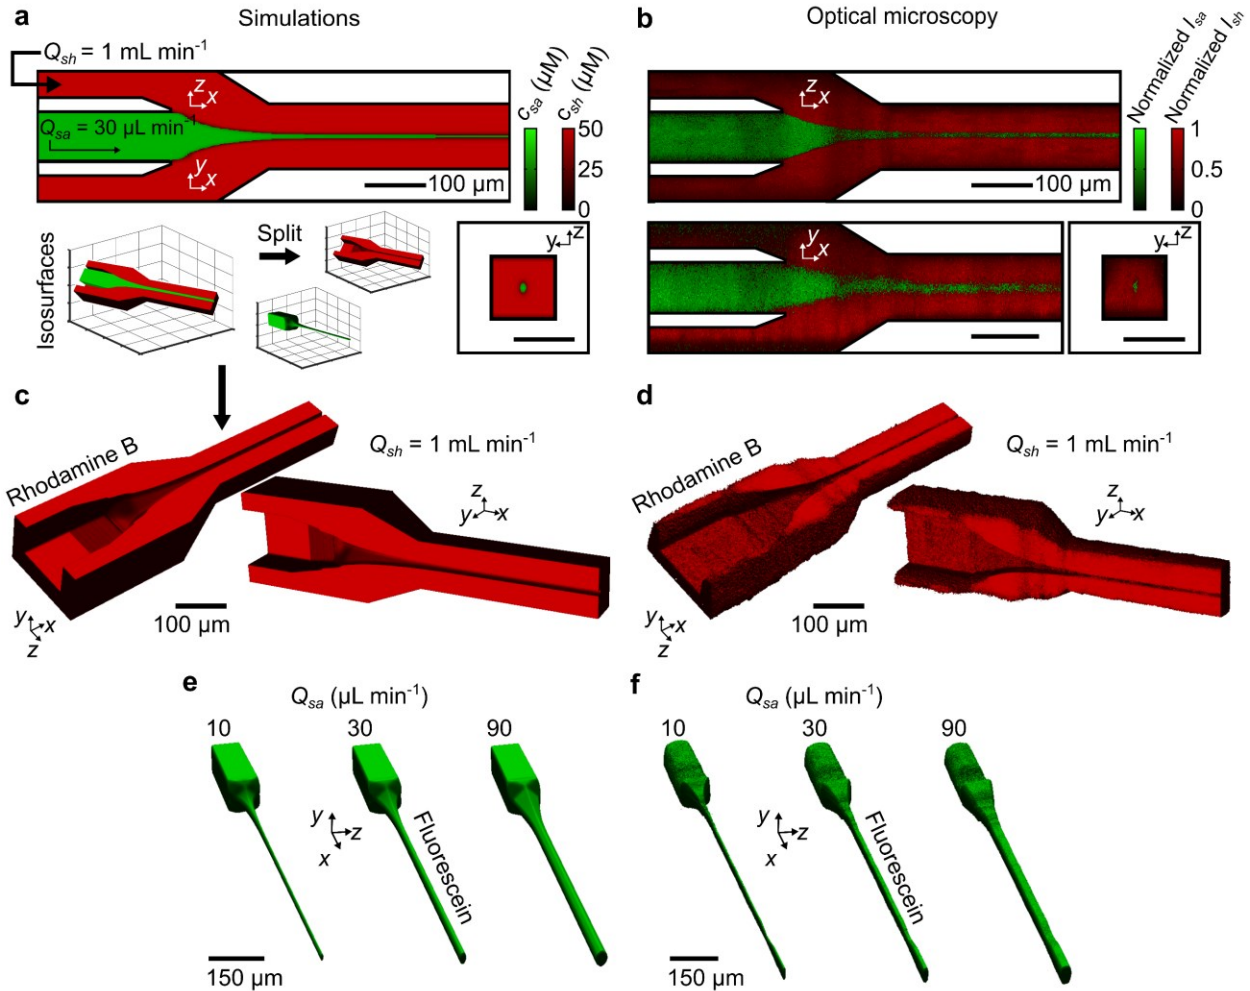 a
Simulations
Q_sh = 1 mL min⁻¹
z
x
Q_sa = 30 µL min⁻¹
y
x
100 µm
c_sa (µM)
c_sh (µM)
50
25
0
b
Optical microscopy
z
x
100 µm
Normalized I_sa
Normalized I_sh
1
0.5
0
Isosurfaces
Split
y z
y
x
y z
c
Rhodamine B
Q_sh = 1 mL min⁻¹
z
y x
y x
z
100 µm
d
Rhodamine B
Q_sh = 1 mL min⁻¹
z
y x
y x
z
100 µm
e
Q_sa (µL min⁻¹)
10 30 90
y
z
x
Fluorescein
150 µm
f
Q_sa (µL min⁻¹)
10 30 90
y
z
x
Fluorescein
150 µm